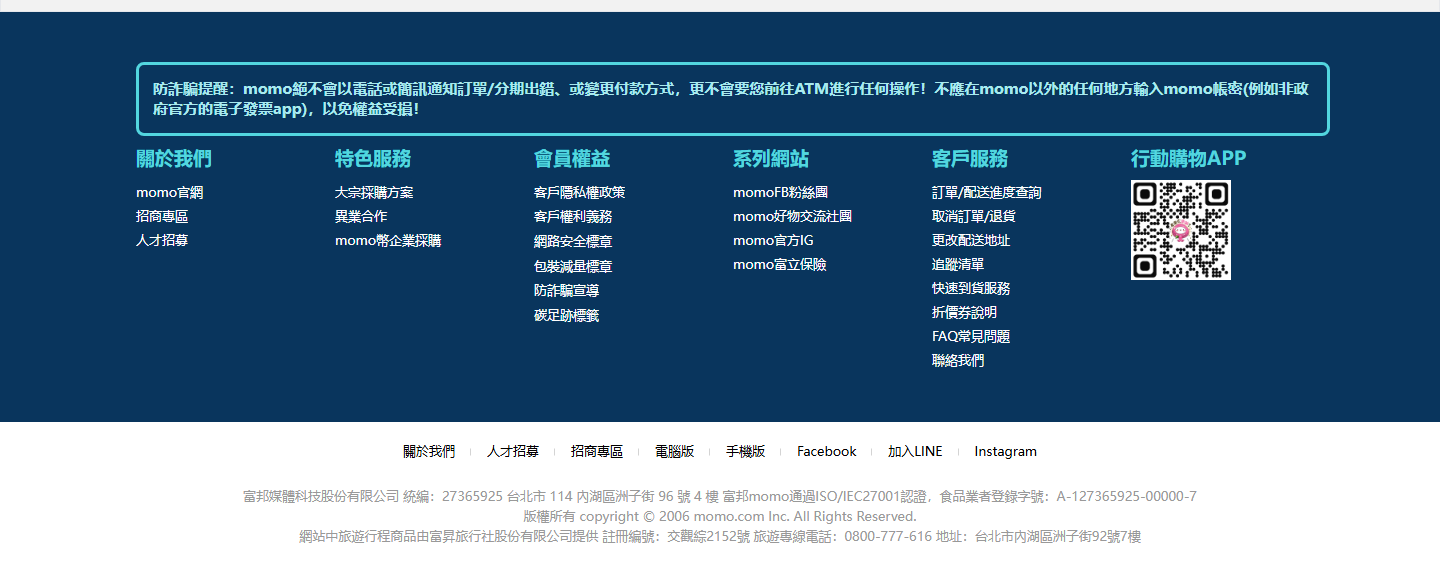 防詐騙提醒：momo絕不會以電話或簡訊通知訂單/分期出錯、或變更付款方式，更不會要您前往ATM進行任何操作！不應在momo以外的任何地方輸入momo帳密(例如非政
府官方的電子發票app)，以免權益受損！
關於我們
momo官網
招商專區
人才招募
特色服務
大宗採購方案
異業合作
momo幣企業採購
會員權益
客戶隱私權政策
客戶權利義務
網路安全標章
包裝減量標章
防詐騙宣導
碳足跡標籤
系列網站
momoFB粉絲團
momo好物交流社團
momo官方IG
momo富立保險
客戶服務
訂單/配送進度查詢
取消訂單/退貨
更改配送地址
追蹤清單
快速到貨服務
折價券說明
FAQ常見問題
聯絡我們
行動購物APP
關於我們 人才招募 招商專區 電腦版 手機版 Facebook 加入LINE Instagram
富邦媒體科技股份有限公司 統編：27365925 台北市 114 內湖區洲子街 96 號 4 樓 富邦momo通過ISO/IEC27001認證，食品業者登錄字號：A-127365925-00000-7
版權所有 copyright © 2006 momo.com Inc. All Rights Reserved.
網站中旅遊行程商品由富昇旅行社股份有限公司提供 註冊編號：交觀綜2152號 旅遊專線電話：0800-777-616 地址：台北市內湖區洲子街92號7樓